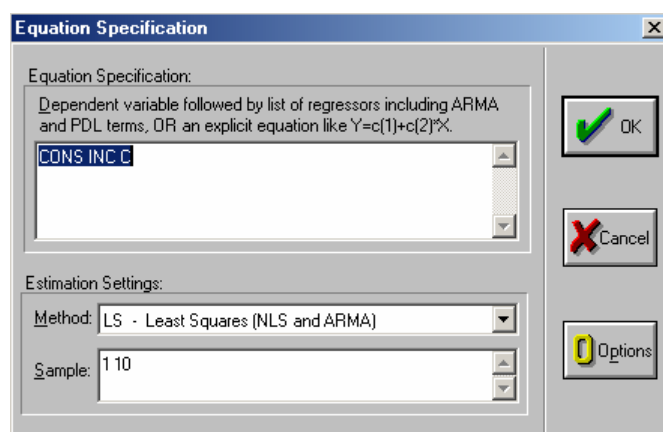 Equation Specification
Equation Specification:
Dependent variable followed by list of regressors including ARMA
and PDL terms, OR an explicit equation like Y=c(1)+c(2)*X.
CONS INC C
OK
Cancel
Estimation Settings:
Method: LS - Least Squares (NLS and ARMA)
Sample: 1 10
Options